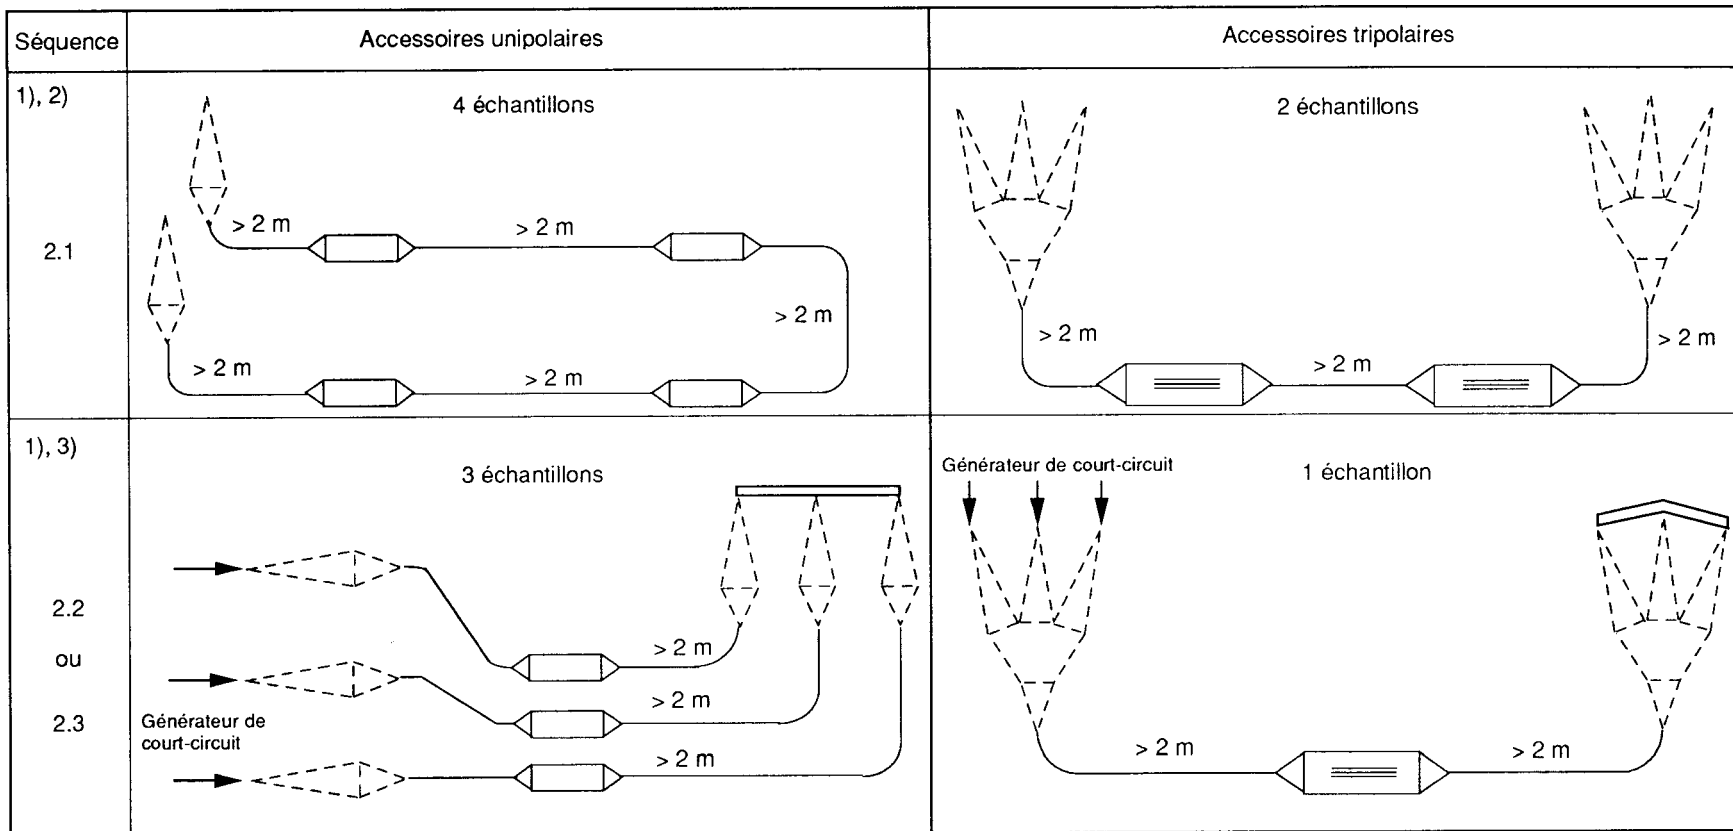 Séquence
Accessoires unipolaires
Accessoires tripolaires
1), 2)
2.1
4 échantillons
> 2 m
> 2 m
> 2 m
> 2 m
> 2 m
2 échantillons
> 2 m
> 2 m
> 2 m
1), 3)
2.2
ou
2.3
3 échantillons
> 2 m
> 2 m
> 2 m
Générateur de
court-circuit
Générateur de court-circuit
1 échantillon
> 2 m
> 2 m